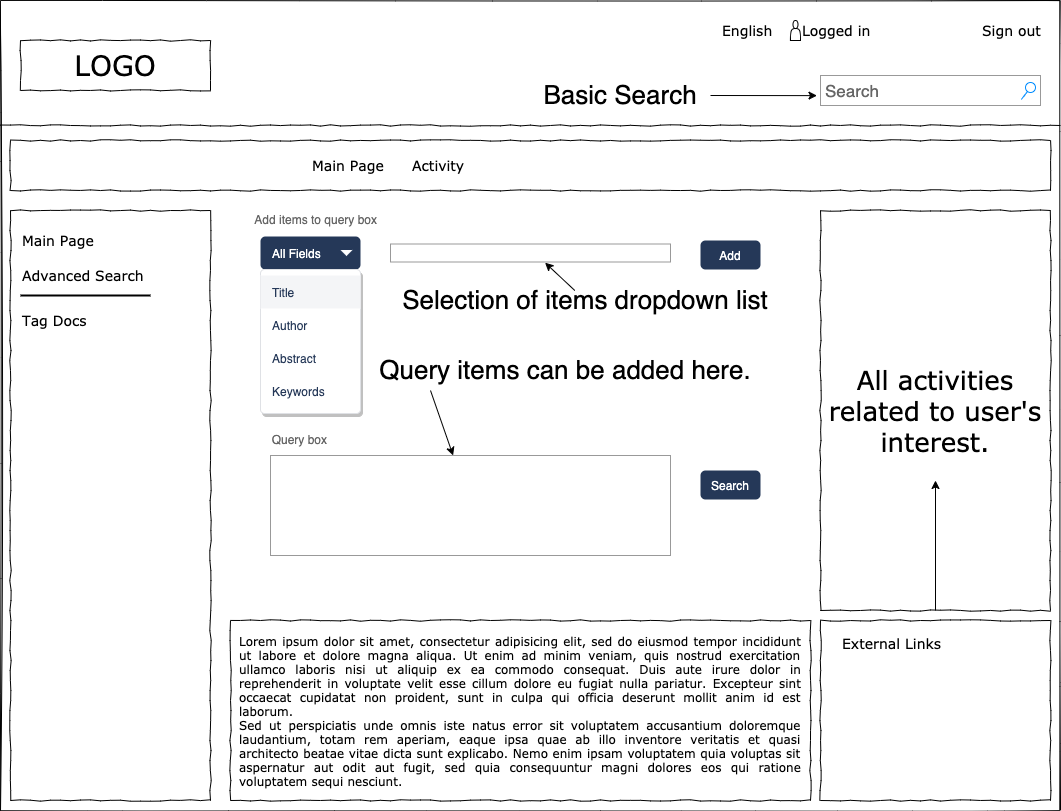 English
Logged in
Sign out
LOGO
Basic Search
Search
Main Page
Activity
Main Page
Advanced Search
Tag Docs
Add items to query box
All Fields
Add
Title
Author
Abstract
Keywords
Selection of items dropdown list
Query items can be added here.
Query box
Search
All activities
related to user's
interest.
Lorem ipsum dolor sit amet, consectetur adipisicing elit, sed do eiusmod tempor incididunt
ut labore et dolore magna aliqua. Ut enim ad minim veniam, quis nostrud exercitation
ullamco laboris nisi ut aliquip ex ea commodo consequat. Duis aute irure dolor in
reprehenderit in voluptate velit esse cillum dolore eu fugiat nulla pariatur. Excepteur sint
occaecat cupidatat non proident, sunt in culpa qui officia deserunt mollit anim id est
laborum.
Sed ut perspiciatis unde omnis iste natus error sit voluptatem accusantium doloremque
laudantium, totam rem aperiam, eaque ipsa quae ab illo inventore veritatis et quasi
architecto beatae vitae dicta sunt explicabo. Nemo enim ipsam voluptatem quia voluptas sit
aspernatur aut odit aut fugit, sed quia consequuntur magni dolores eos qui ratione
voluptatem sequi nesciunt.
External Links